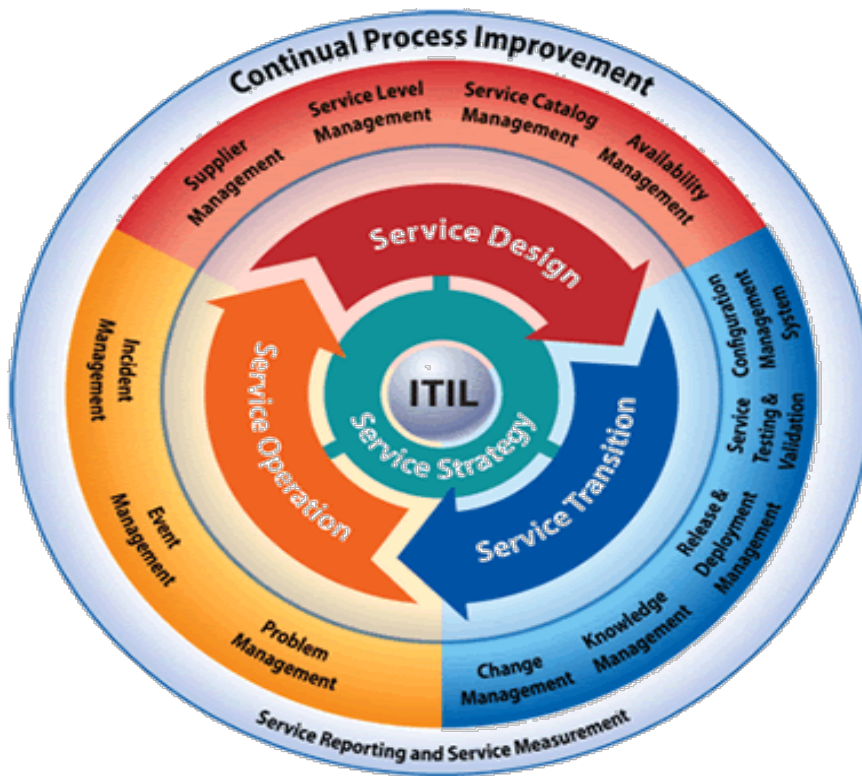 Continual Process Improvement
Supplier
Management
Service Level
Management
Service Catalog
Management
Availability
Management
Configuration
Management
System
Service
Testing &
Validation
Release &
Deployment
Management
Knowledge
Management
Change
Management
Problem
Management
Event
Management
Incident
Management
Service Design
Service Transition
Service Operation
Service Strategy
ITIL
Service Reporting and Service Measurement